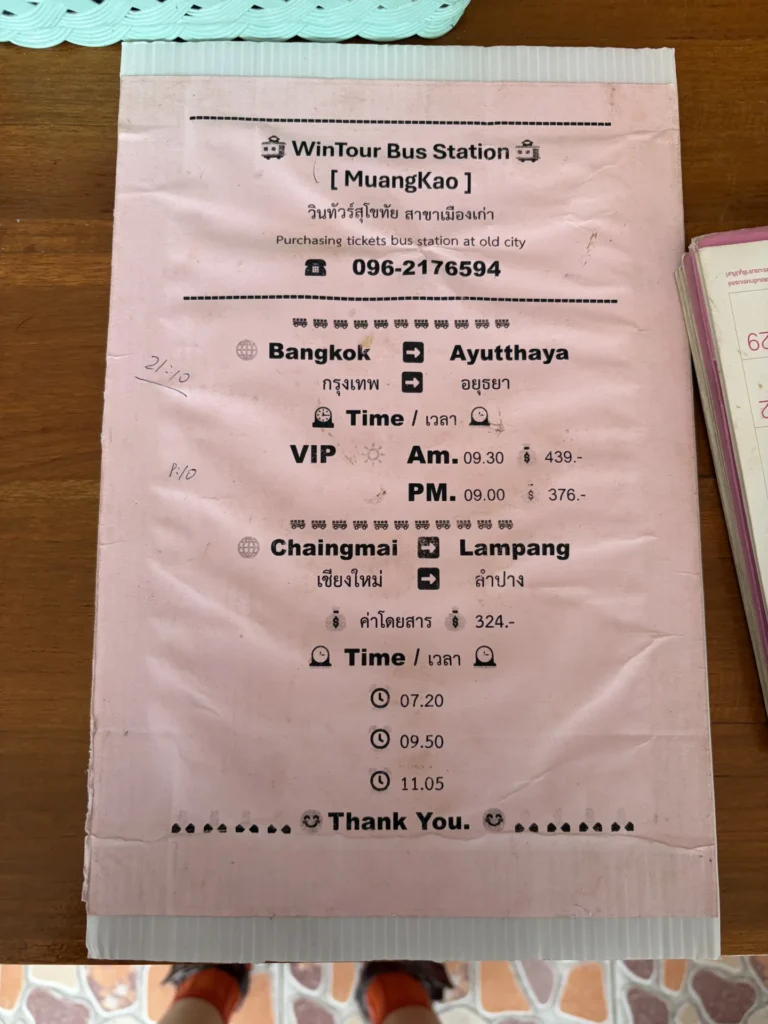 WinTour Bus Station
[ MuangKao ]
วินทัวร์สุโขทัย สาขาเมืองเก่า
Purchasing tickets bus station at old city
☎ 096-2176594
Bangkok ➡ Ayutthaya
กรุงเทพ ➡ อยุธยา
21:10
Time / เวลา
VIP Am. 09.30 $ 439.-
PM. 09.00 $ 376.-
Chaingmai ➡ Lampang
เชียงใหม่ ➡ ลำปาง
$ ค่าโดยสาร $ 324.-
Time / เวลา
07.20
09.50
11.05
Thank You.
29